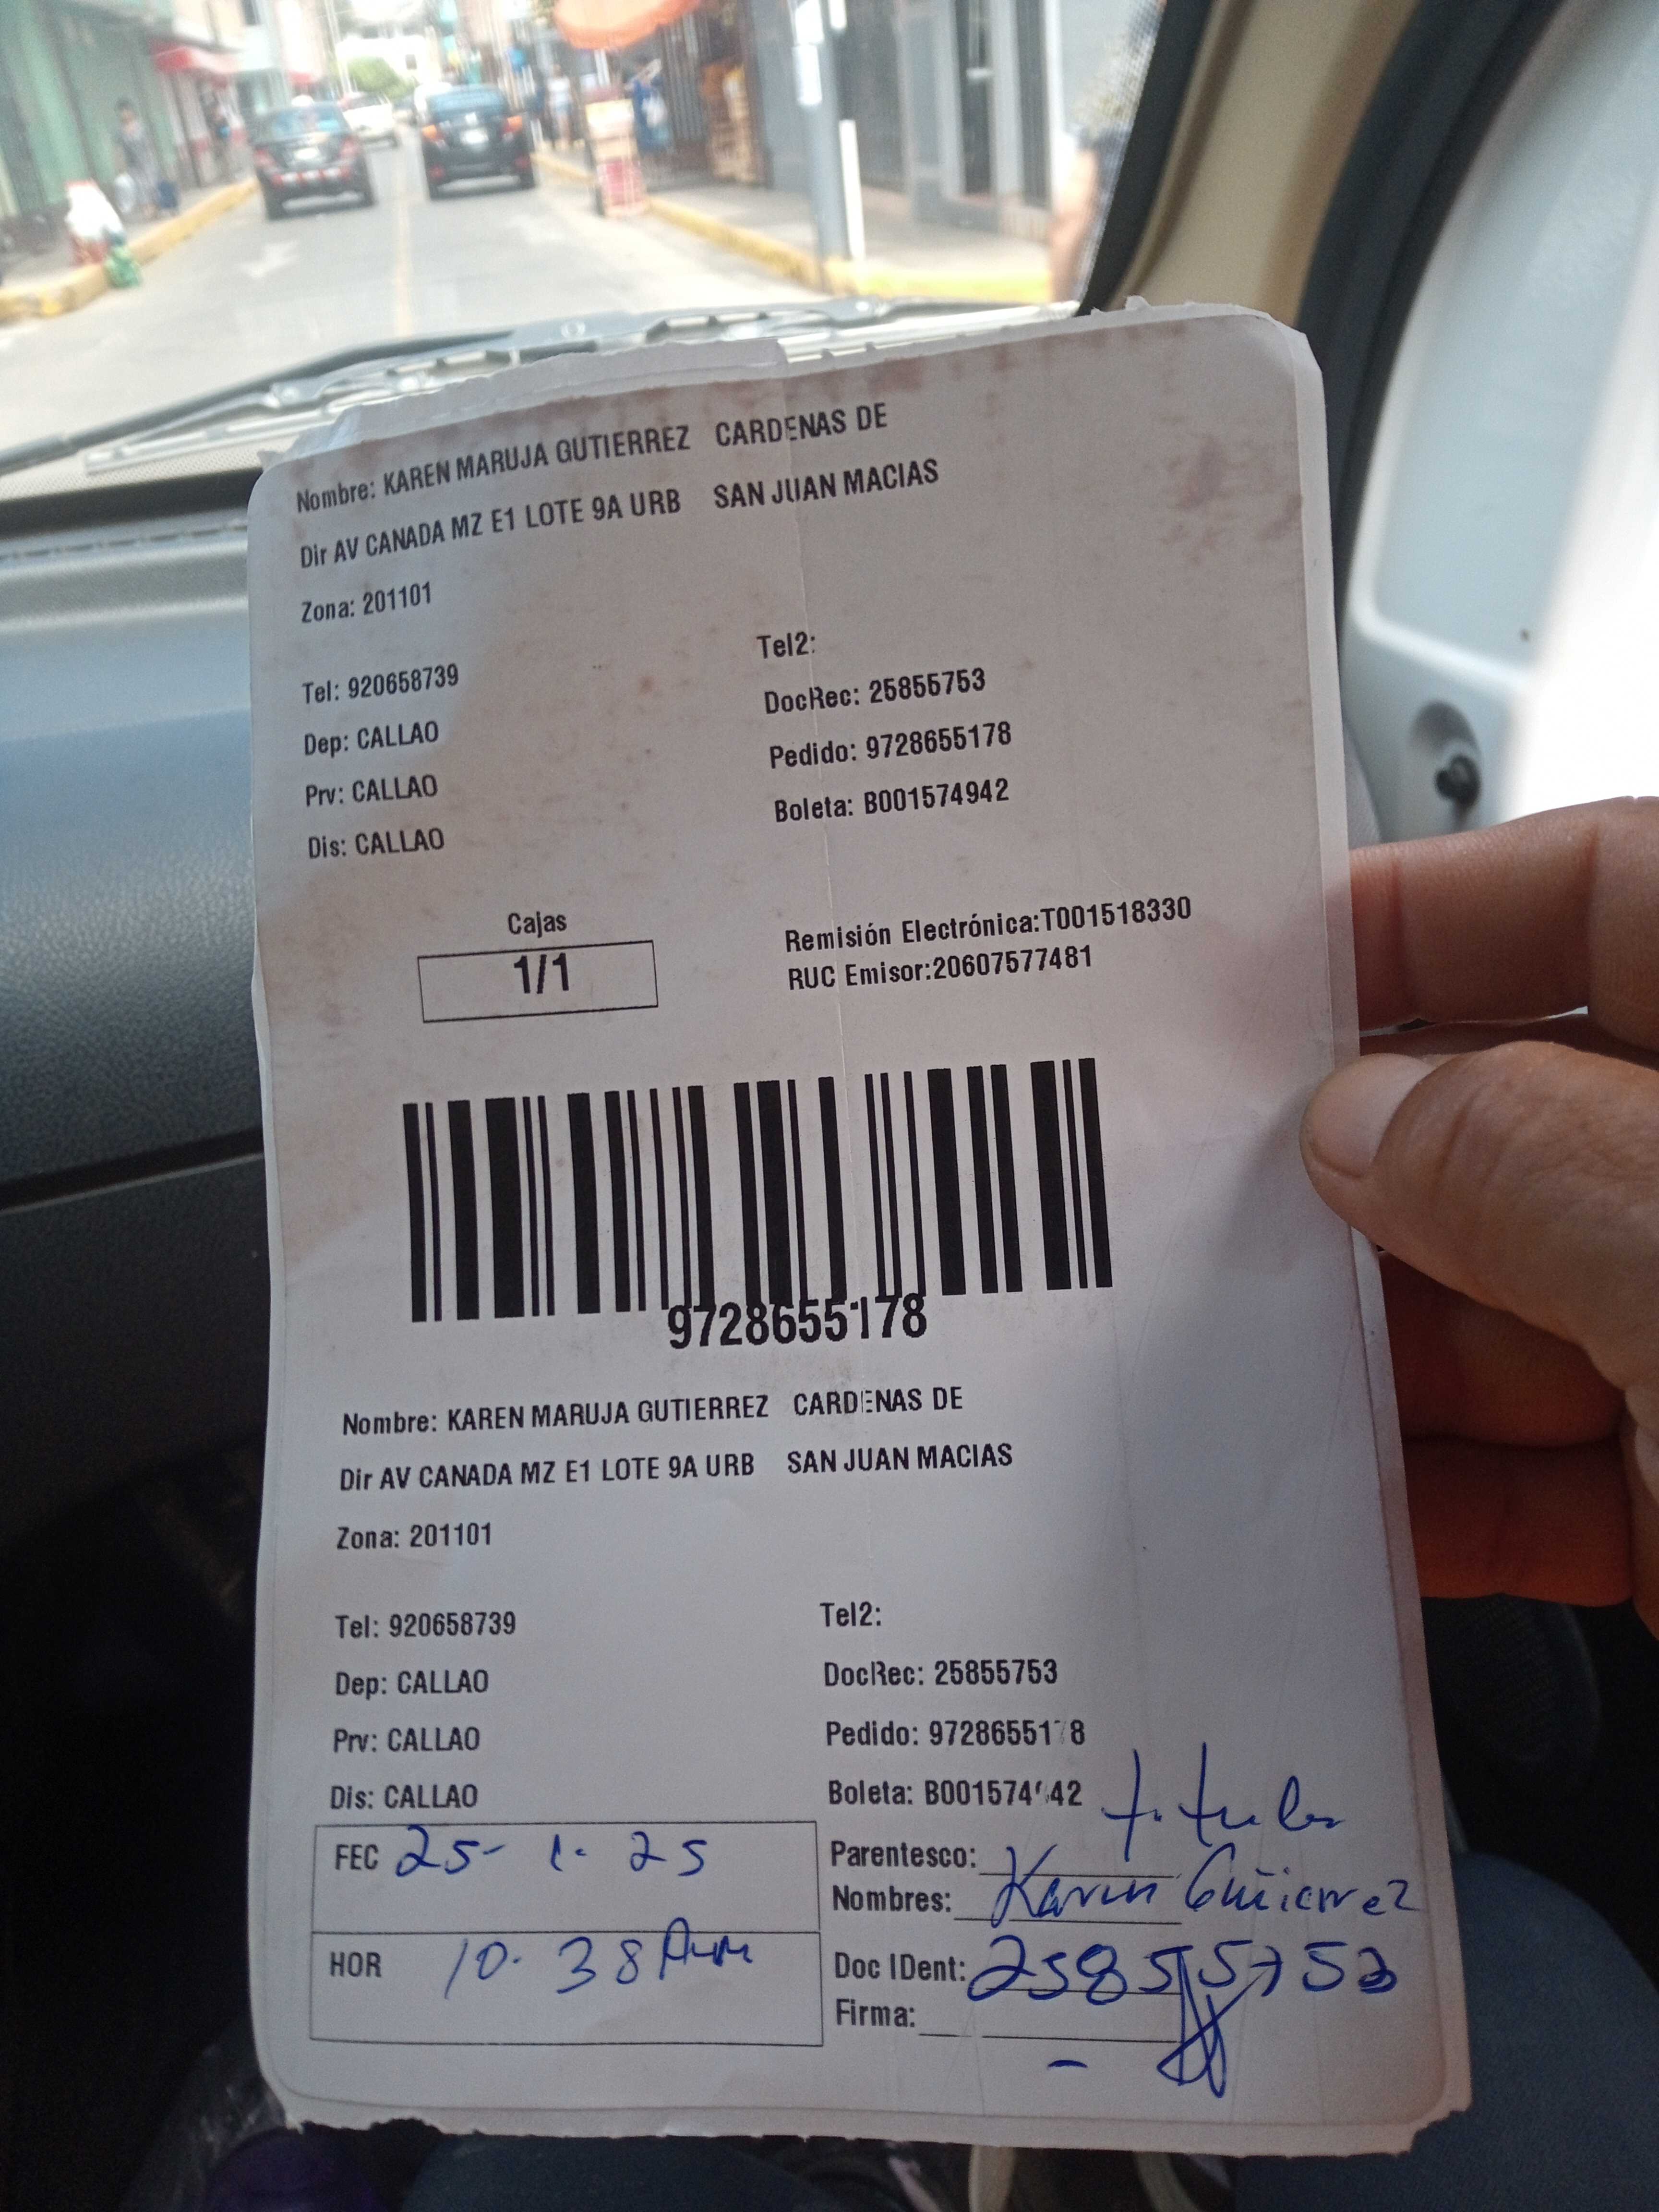 Nombre: KAREN MARUJA GUTIERREZ CARDENAS DE
Dir AV CANADA MZ E1 LOTE 9A URB SAN JUAN MACIAS
Zona: 201101
Tel2:
Tel: 920658739 DocRec: 25855753
Dep: CALLAO Pedido: 9728655178
Prv: CALLAO Boleta: B001574942
Dis: CALLAO
Cajas
1/1
Remisión Electrónica:T001518330
RUC Emisor:20607577481
9728655178
Nombre: KAREN MARUJA GUTIERREZ CARDENAS DE
Dir AV CANADA MZ E1 LOTE 9A URB SAN JUAN MACIAS
Zona: 201101
Tel: 920658739 Tel2:
Dep: CALLAO DocRec: 25855753
Prv: CALLAO Pedido: 9728655178
Dis: CALLAO Boleta: B001574942
FEC 25- 1. 25
HOR 10. 38 Am
Parentesco: titular
Nombres: Karen Gutierrez
Doc IDent: 25855753
Firma: